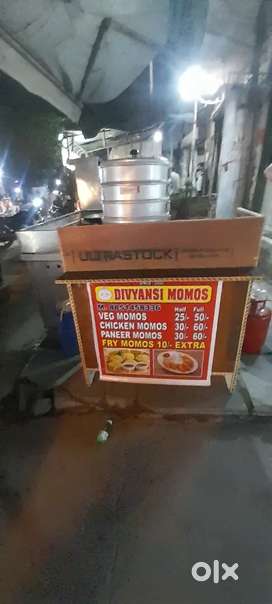 ULTRASTOCK
DIVYANSI MOMOS
Half Full
VEG MOMOS 25/- 50/-
CHICKEN MOMOS 30/- 60/-
PANEER MOMOS 30/- 60/-
FRY MOMOS 10/- EXTRA
olx